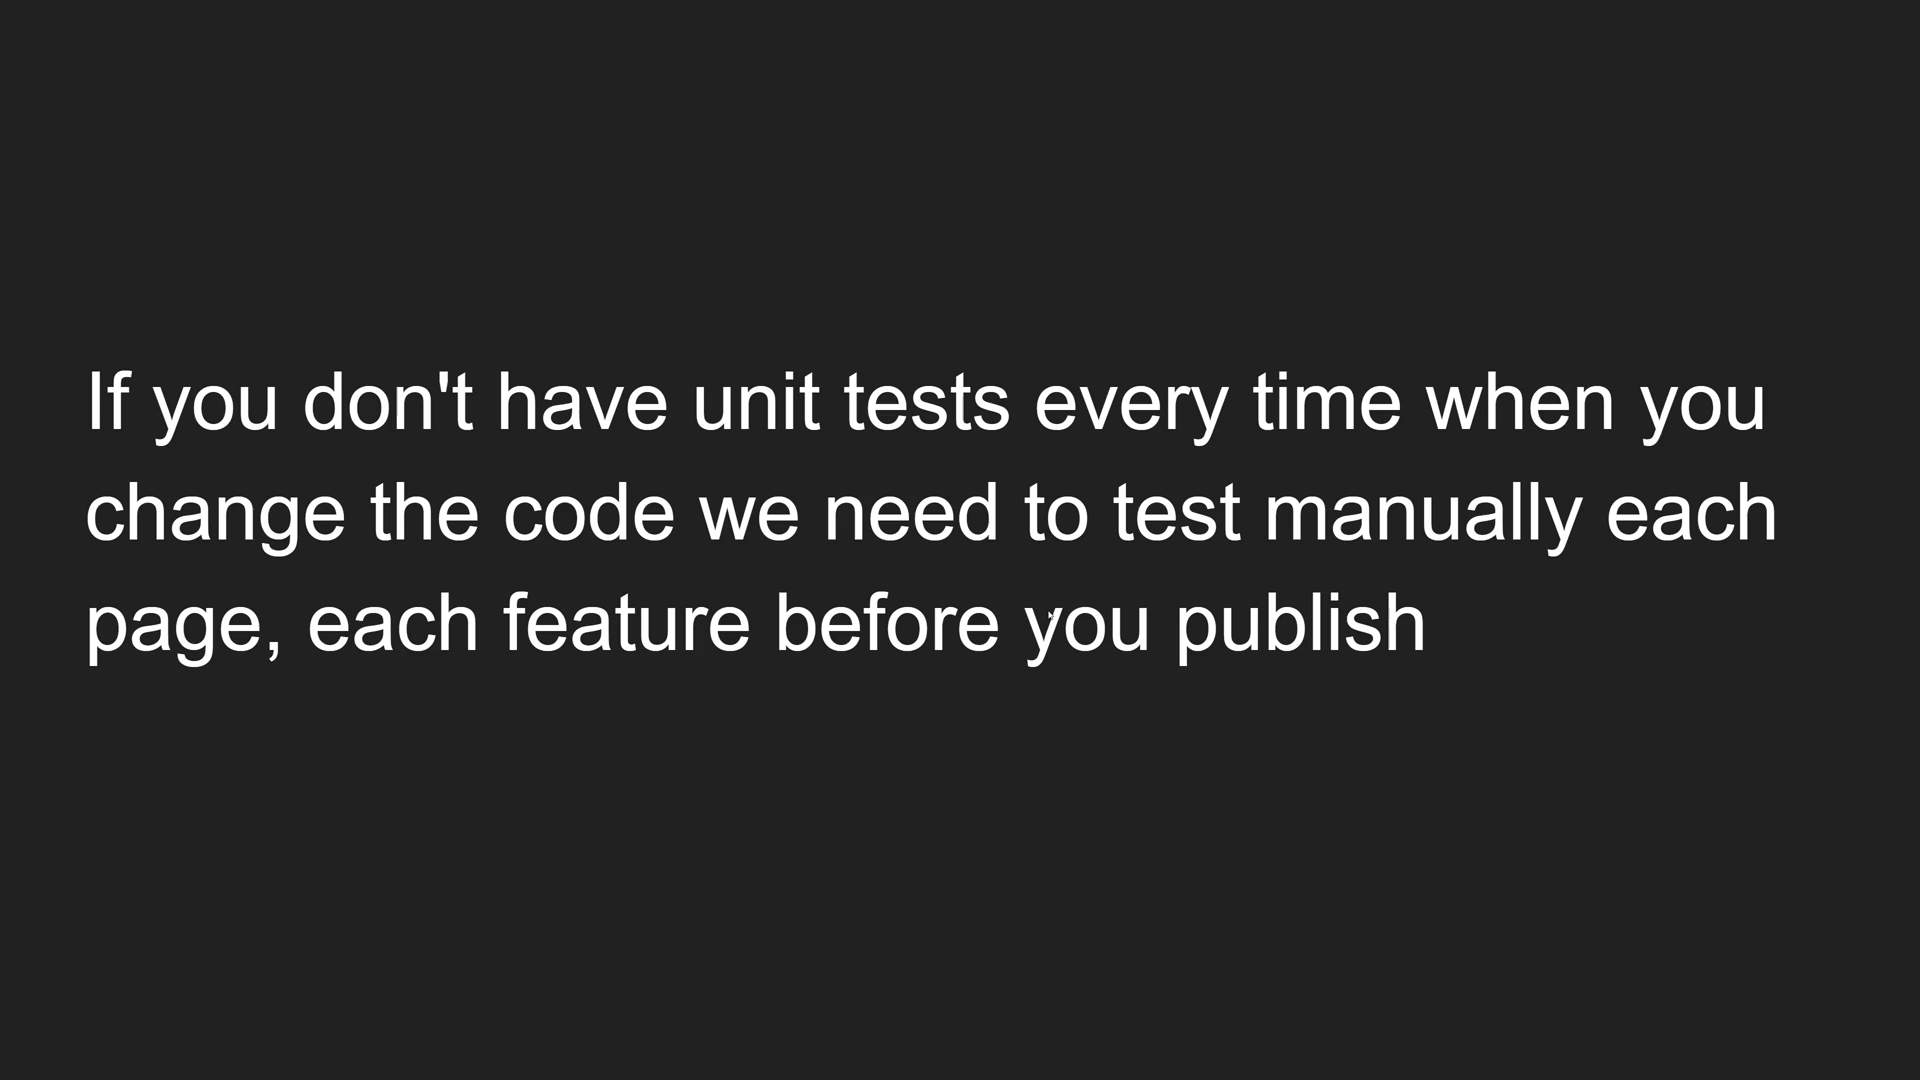 If you don't have unit tests every time when you
change the code we need to test manually each
page, each feature before you publish